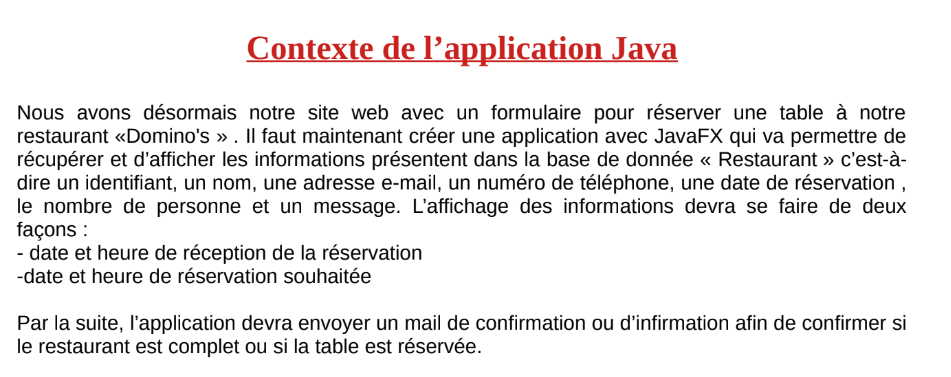 Contexte de l’application Java
Nous avons désormais notre site web avec un formulaire pour réserver une table à notre
restaurant «Domino's » . Il faut maintenant créer une application avec JavaFX qui va permettre de
récupérer et d’afficher les informations présentent dans la base de donnée « Restaurant » c’est-à-
dire un identifiant, un nom, une adresse e-mail, un numéro de téléphone, une date de réservation ,
le nombre de personne et un message. L’affichage des informations devra se faire de deux
façons :
- date et heure de réception de la réservation
-date et heure de réservation souhaitée
Par la suite, l’application devra envoyer un mail de confirmation ou d’infirmation afin de confirmer si
le restaurant est complet ou si la table est réservée.